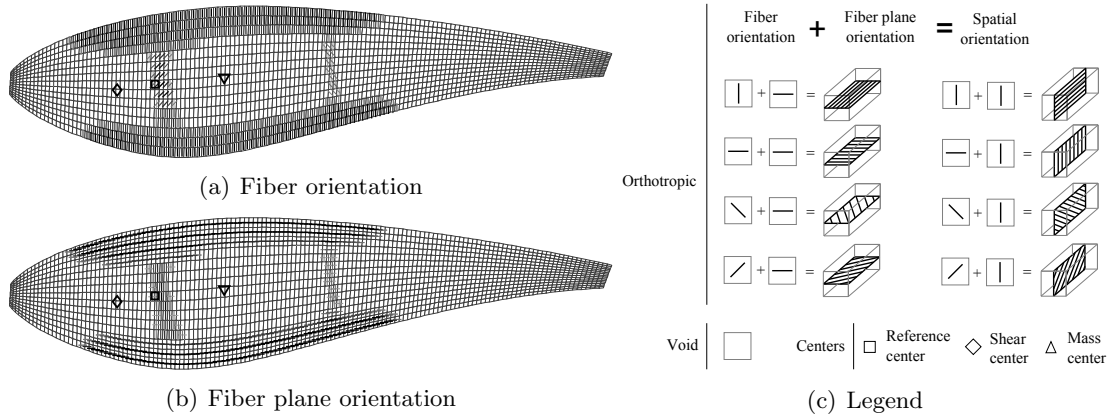 (a) Fiber orientation
(b) Fiber plane orientation
Fiber
orientation
+
Fiber plane
orientation
=
Spatial
orientation
Orthotropic
+ =
+ =
+ =
+ =
+ =
+ =
+ =
+ =
Void
Centers
Reference
center
Shear
center
Mass
center
(c) Legend